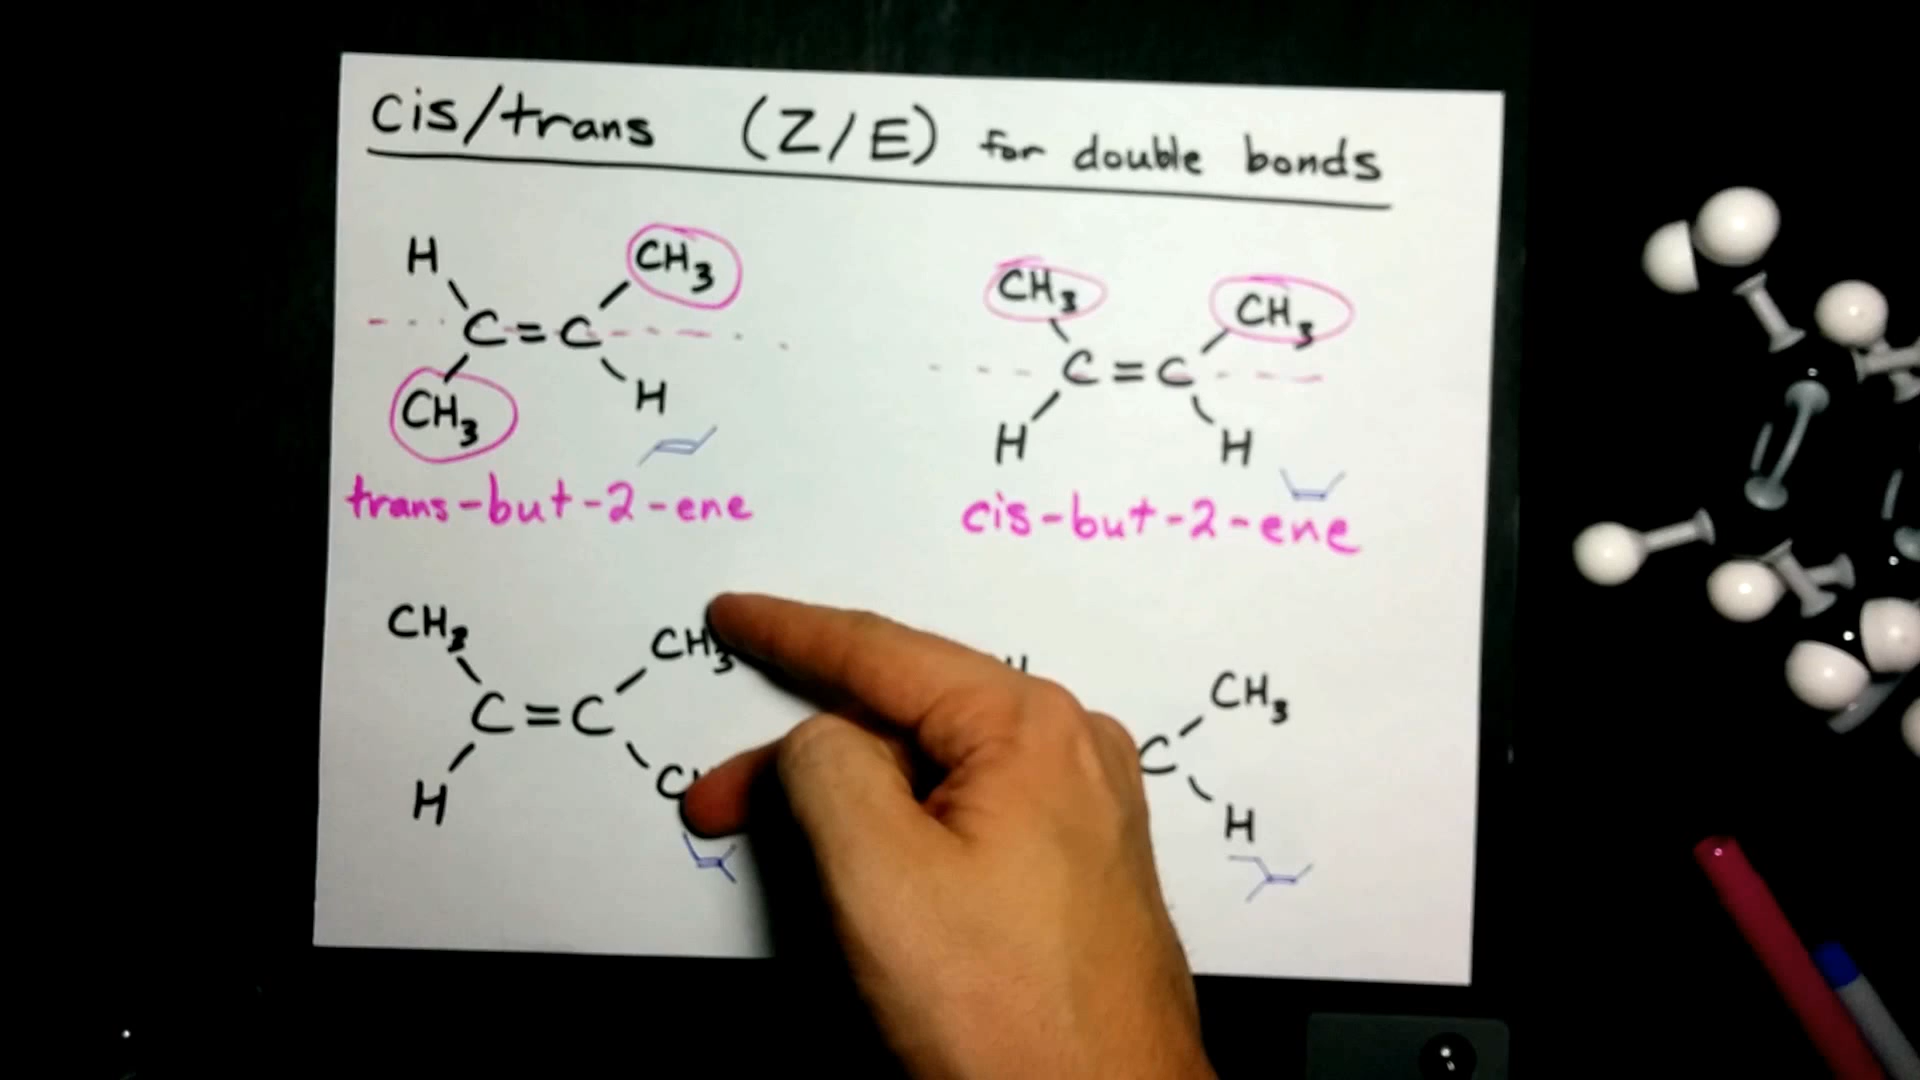 cis/trans (Z/E) for double bonds
H CH3
C=C
CH3 H
trans-but-2-ene
CH3 CH3
C=C
H H
cis-but-2-ene
CH3 CH3
C=C
H
CH3
C
H